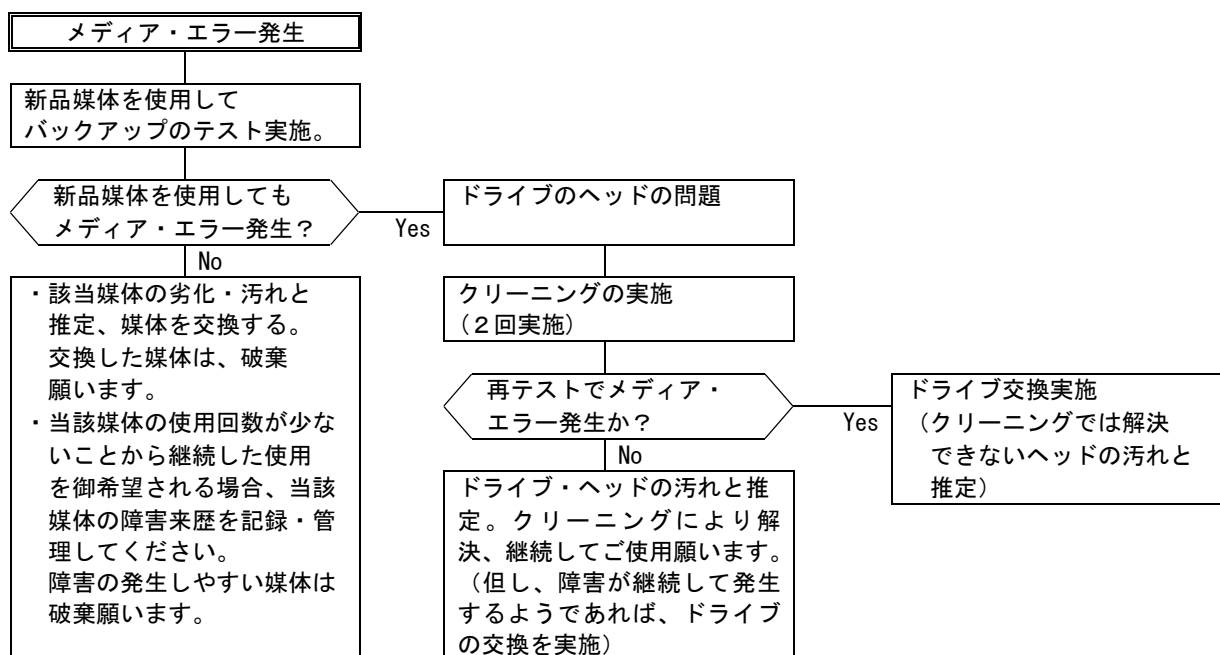 メディア・エラー発生
新品媒体を使用して
バックアップのテスト実施。
新品媒体を使用しても
メディア・エラー発生？
Yes
No
ドライブのヘッドの問題
・該当媒体の劣化・汚れと
推定、媒体を交換する。
交換した媒体は、破棄
願います。
・当該媒体の使用回数が少な
いことから継続した使用
を御希望される場合、当該
媒体の障害来歴を記録・管
理してください。
障害の発生しやすい媒体は
破棄願います。
クリーニングの実施
（２回実施）
再テストでメディア・
エラー発生か？
Yes
No
ドライブ交換実施
（クリーニングでは解決
できないヘッドの汚れと
推定）
ドライブ・ヘッドの汚れと推
定。クリーニングにより解
決、継続してご使用願います。
（但し、障害が継続して発生
するようであれば、ドライブ
の交換を実施）